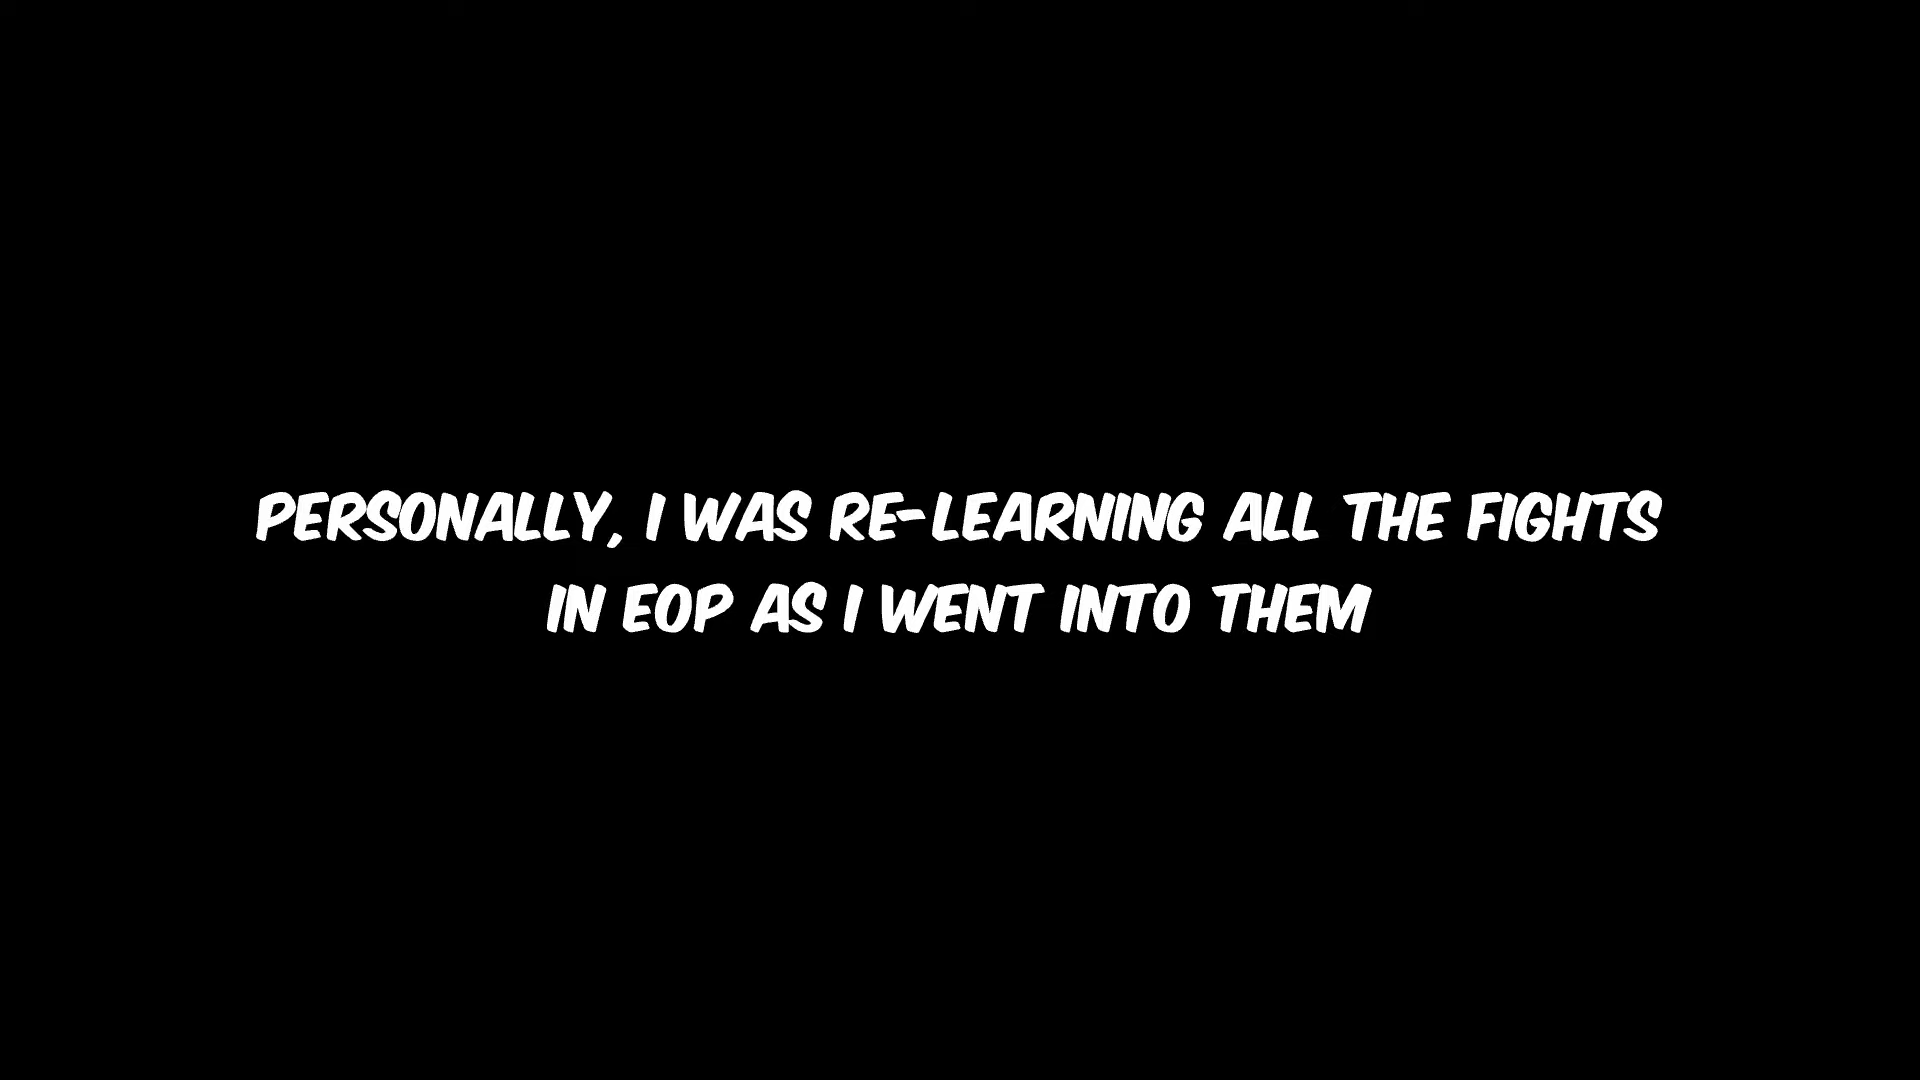 PERSONALLY, I WAS RE-LEARNING ALL THE FIGHTS
IN EOP AS I WENT INTO THEM